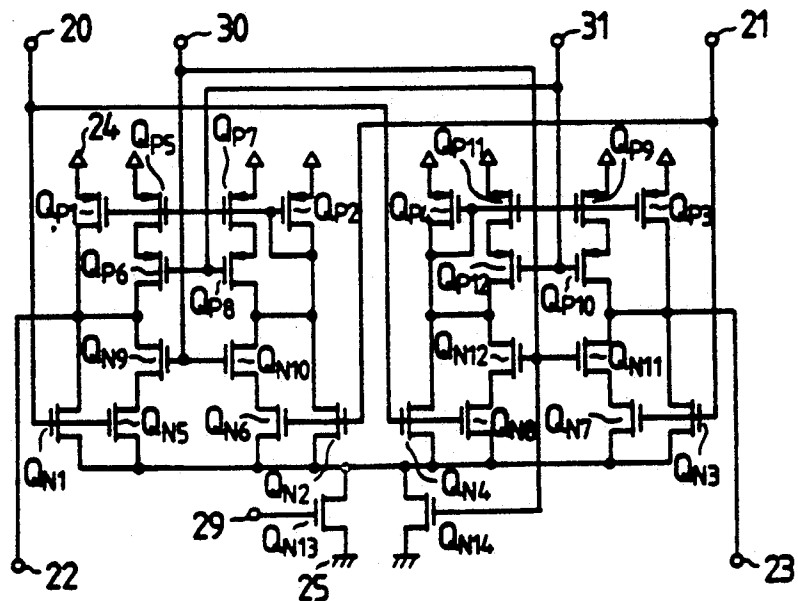 20 30 31 21
24 QP5 QP7 QP11 QP9
QP1 QP2 QP4 QP3
QP6 QP8 QP12 QP10
QN9 QN10 QN12 QN11
QN5 QN6 QN8 QN7
QN1 QN2 QN4 QN3
29 QN13 QN14
22 25 23